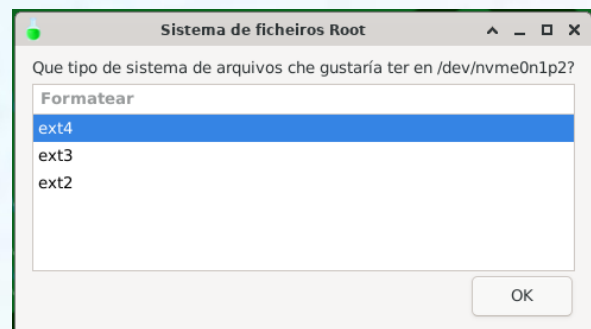 Sistema de ficheiros Root
Que tipo de sistema de arquivos che gustaría ter en /dev/nvme0n1p2?
Formatear
ext4
ext3
ext2
OK